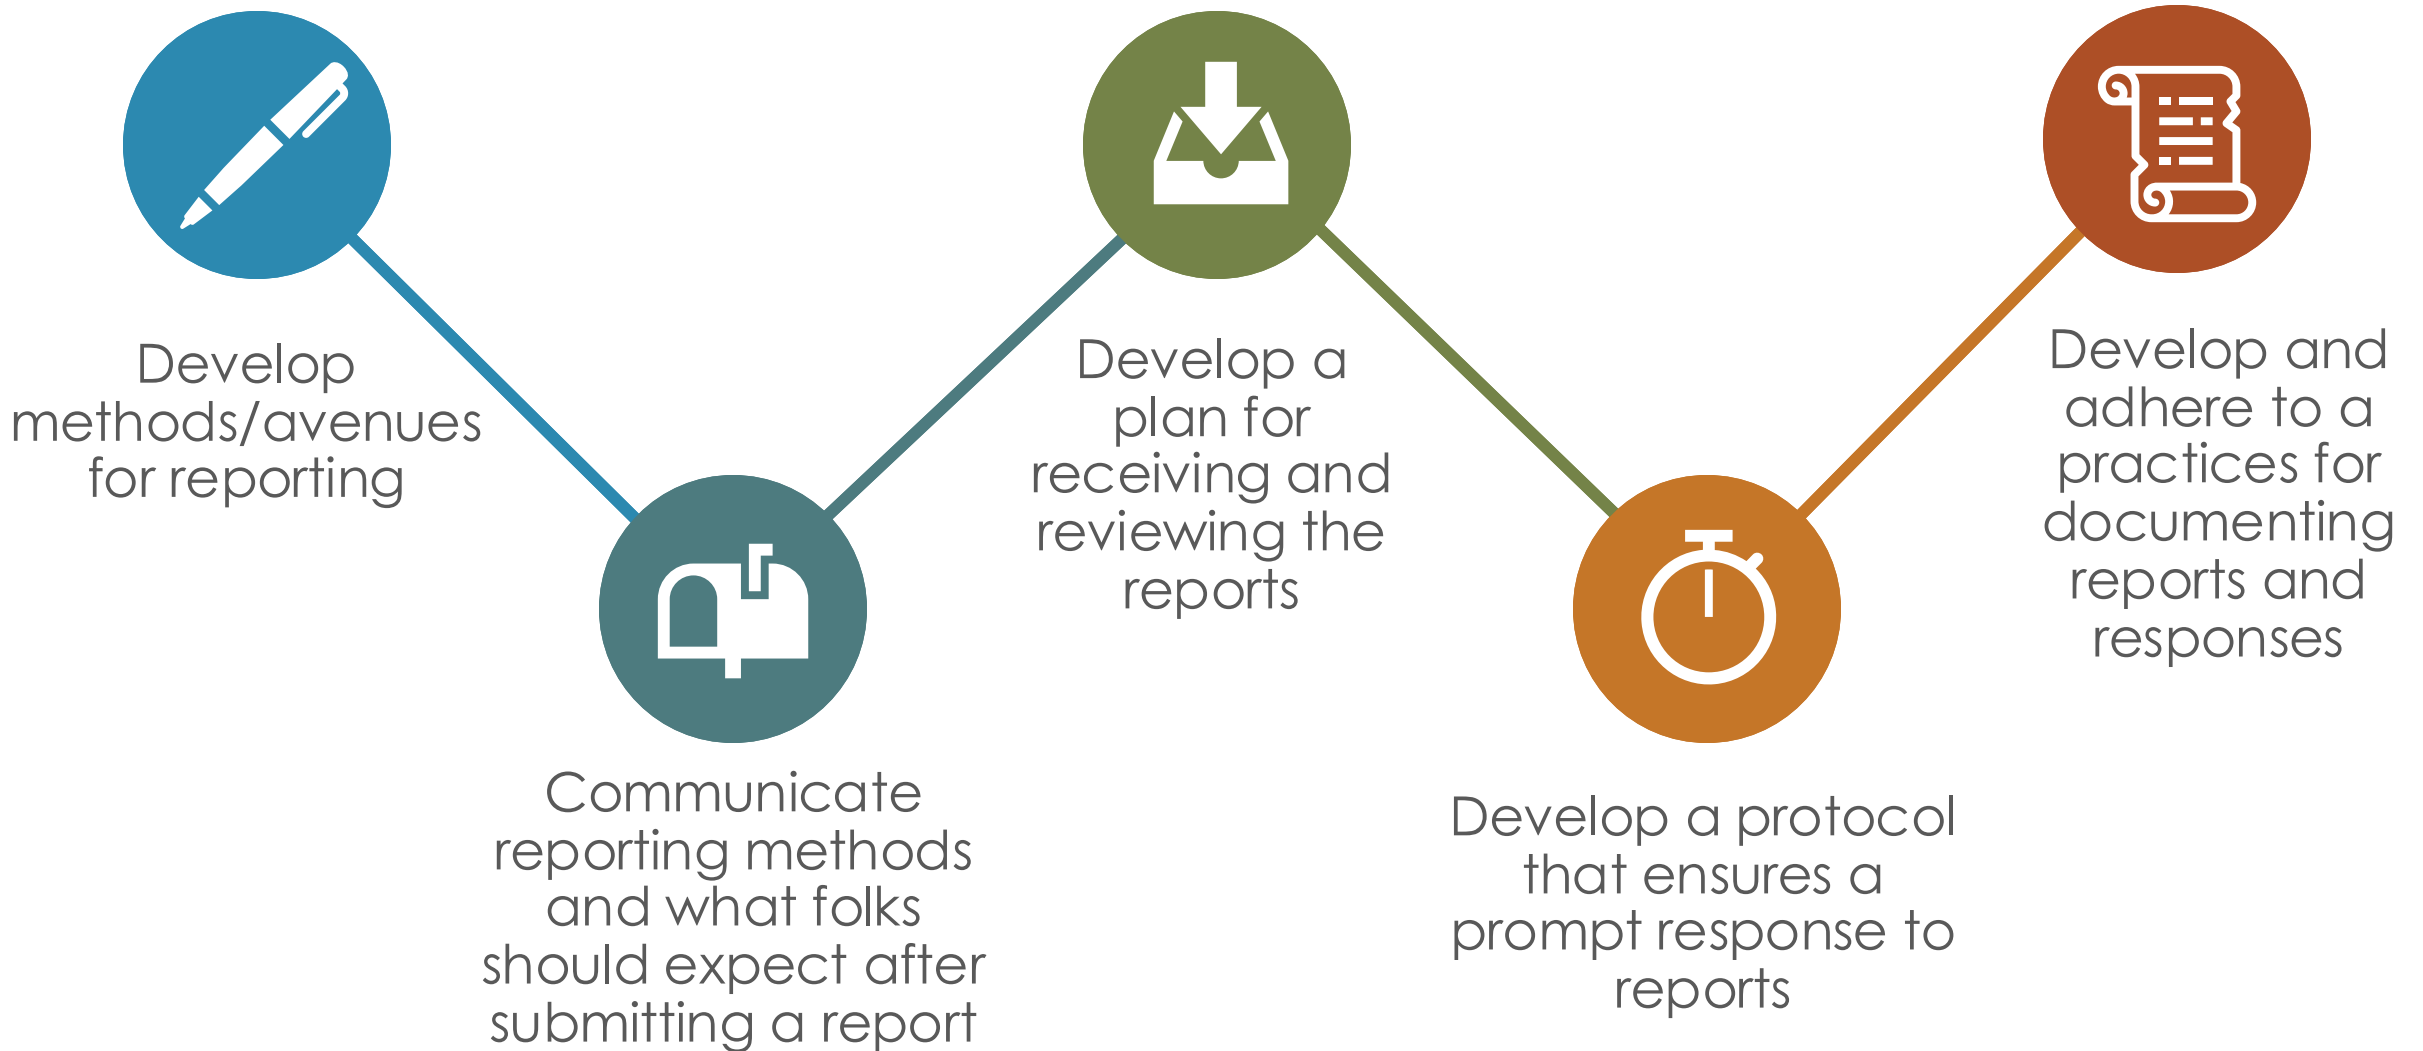 Develop
methods/avenues
for reporting
Communicate
reporting methods
and what folks
should expect after
submitting a report
Develop a
plan for
receiving and
reviewing the
reports
Develop a protocol
that ensures a
prompt response to
reports
Develop and
adhere to a
practices for
documenting
reports and
responses